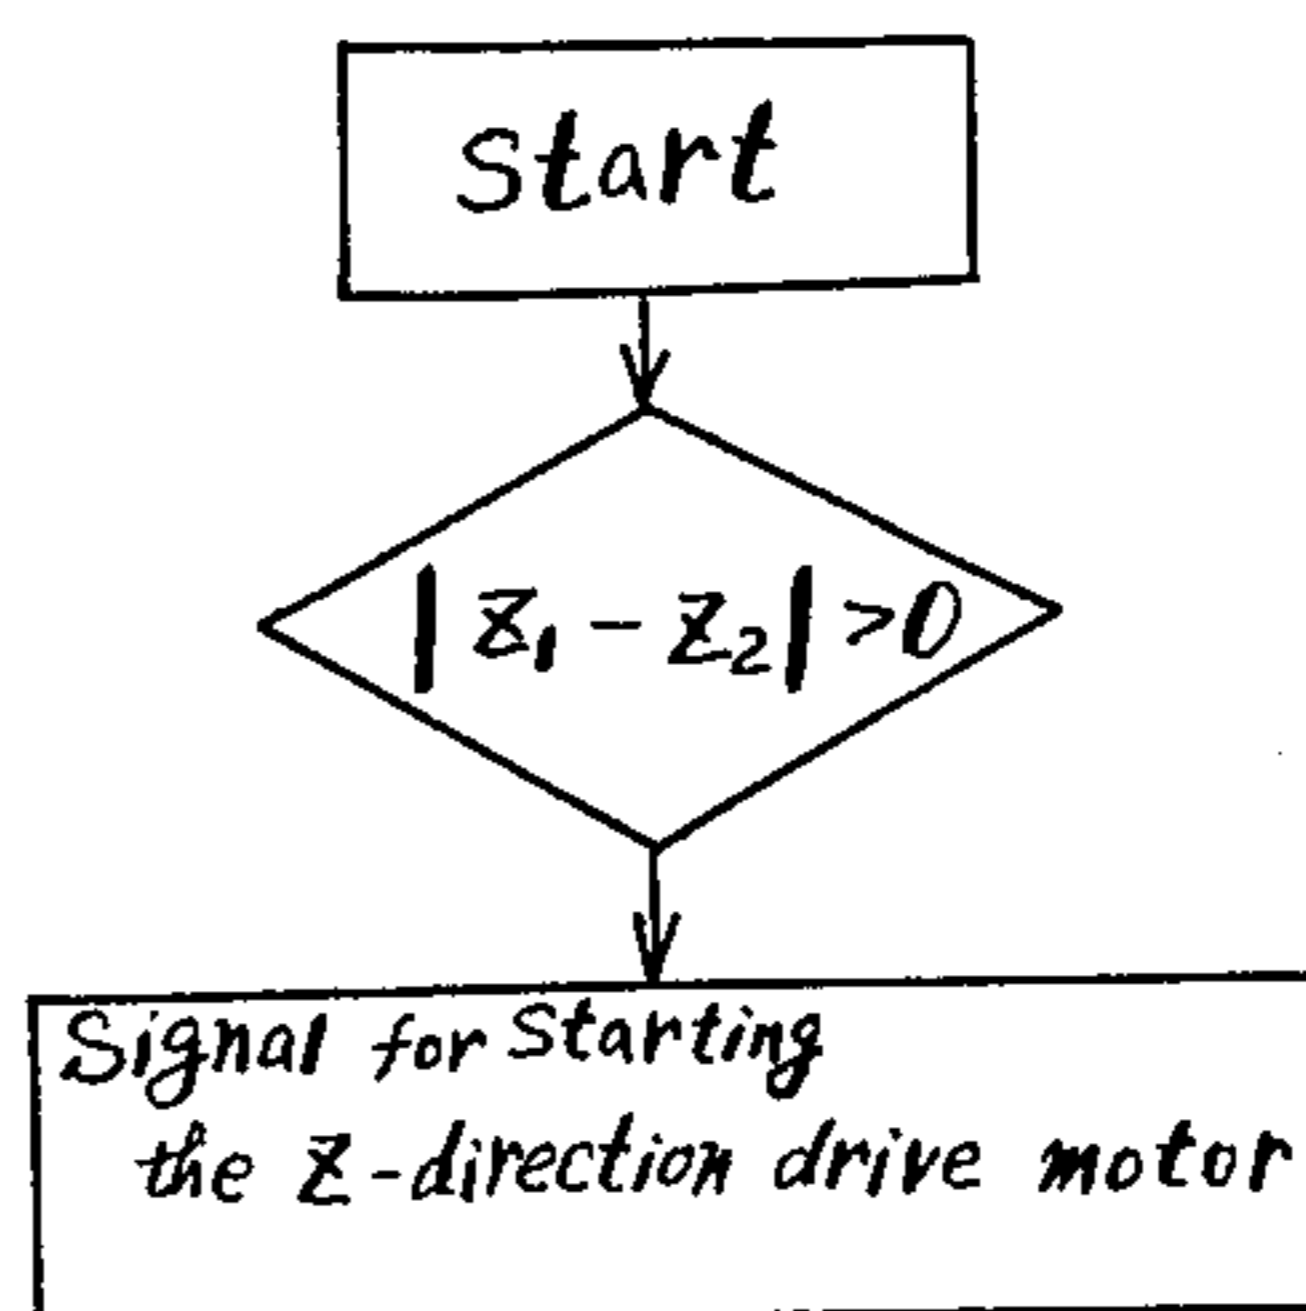 Start
| Z₁ - Z₂ | > 0
Signal for Starting
the Z-direction drive motor